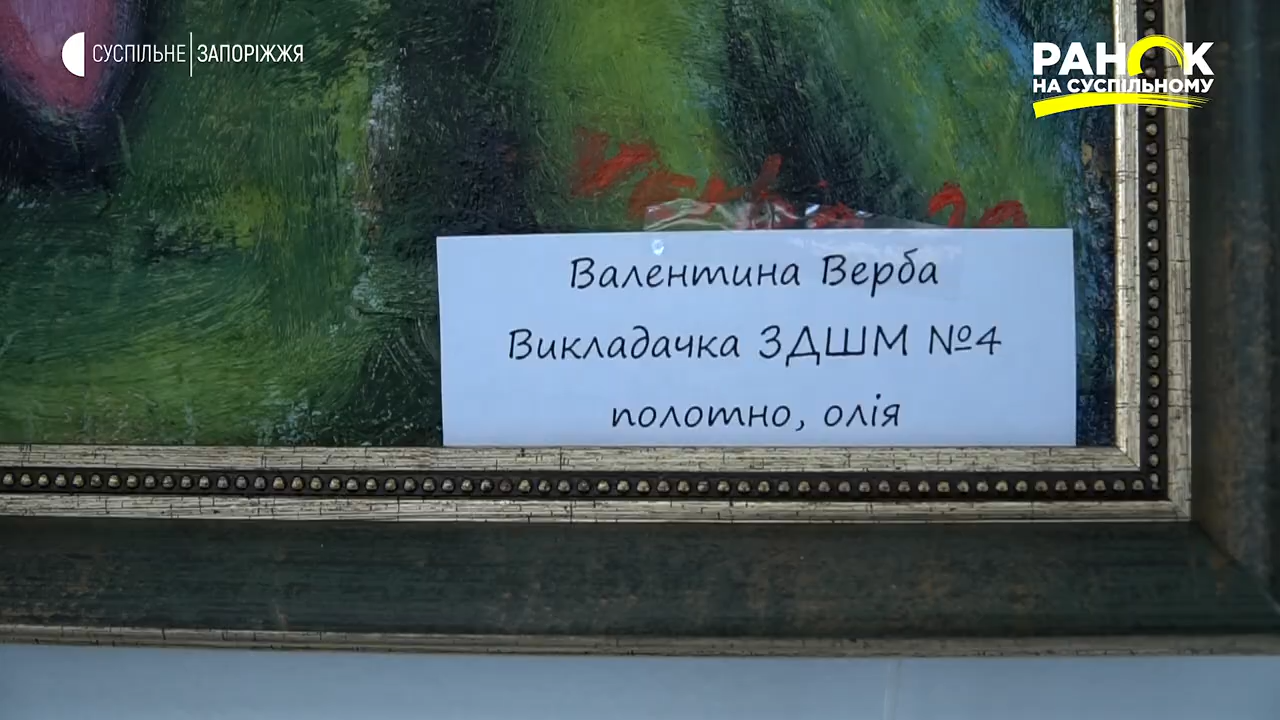 СУСПІЛЬНЕ ЗАПОРІЖЖЯ
РАНОК
НА СУСПІЛЬНОМУ
Валентина Верба
Викладачка ЗДШМ №4
полотно, олія